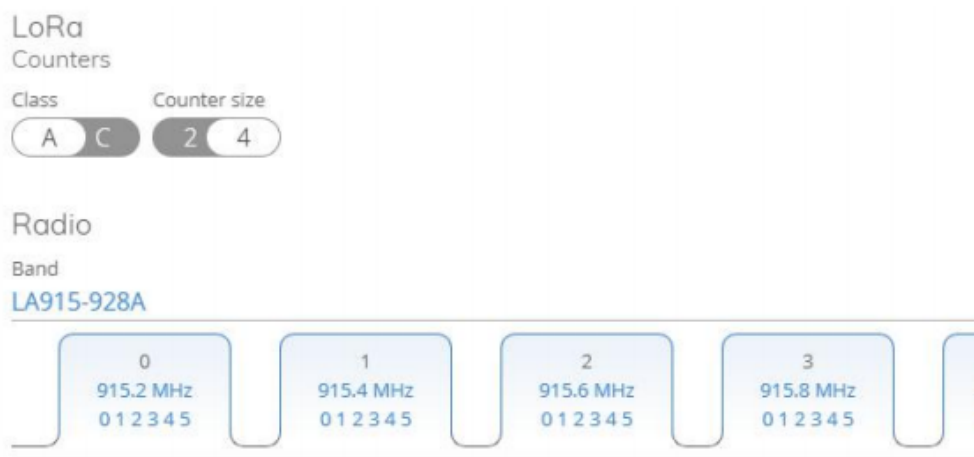 LoRa
Counters
Class Counter size
A C 2 4
Radio
Band
LA915-928A
0 1 2 3
915.2 MHz 915.4 MHz 915.6 MHz 915.8 MHz
0 1 2 3 4 5 0 1 2 3 4 5 0 1 2 3 4 5 0 1 2 3 4 5